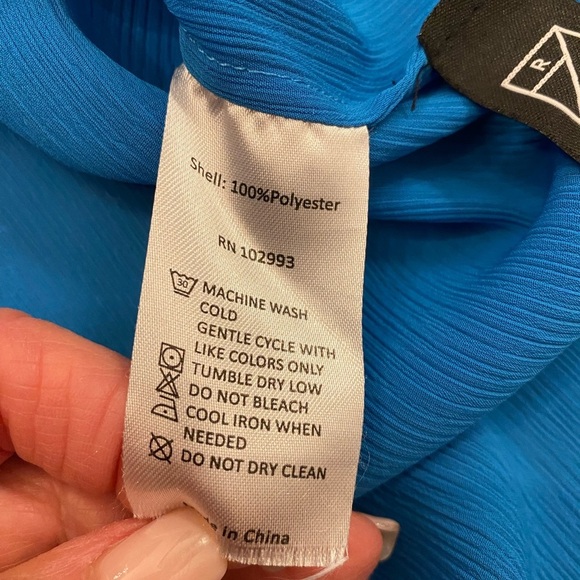 R
Shell: 100%Polyester
RN 102993
30 MACHINE WASH
COLD
GENTLE CYCLE WITH
LIKE COLORS ONLY
TUMBLE DRY LOW
DO NOT BLEACH
COOL IRON WHEN
NEEDED
DO NOT DRY CLEAN
in China